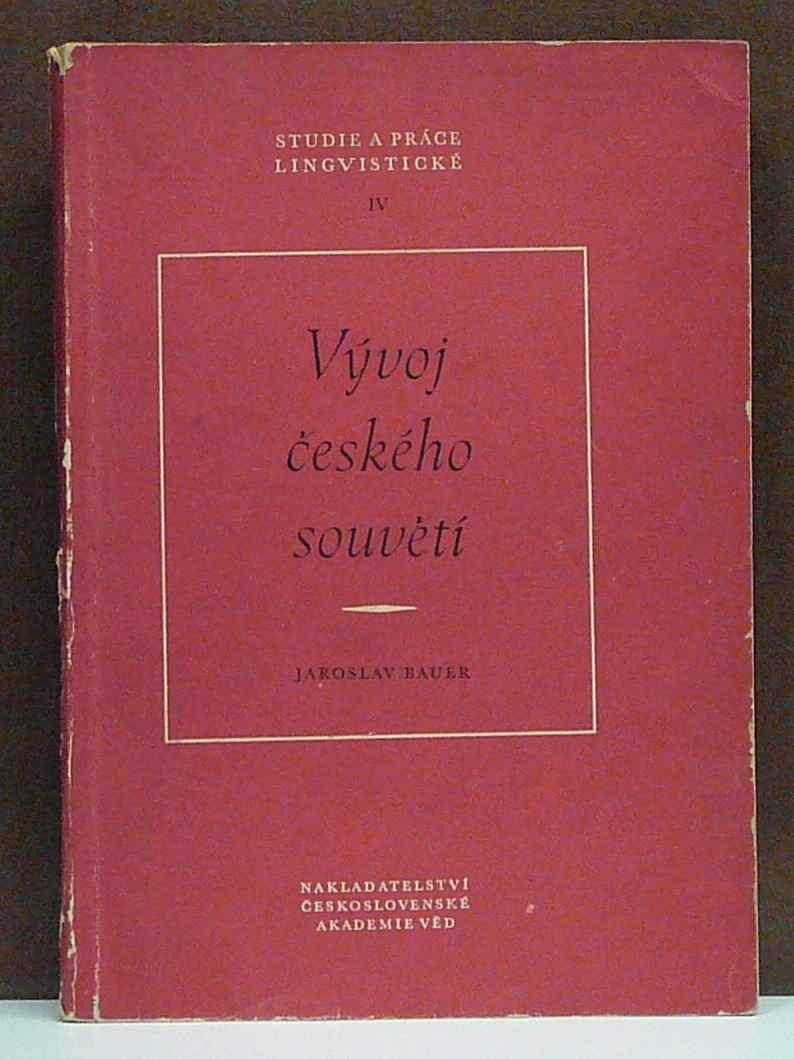 STUDIE A PRÁCE
LINGVISTICKÉ
IV
Vývoj
českého
souvětí
JAROSLAV BAUER
NAKLADATELSTVÍ
ČESKOSLOVENSKÉ
AKADEMIE VĚD